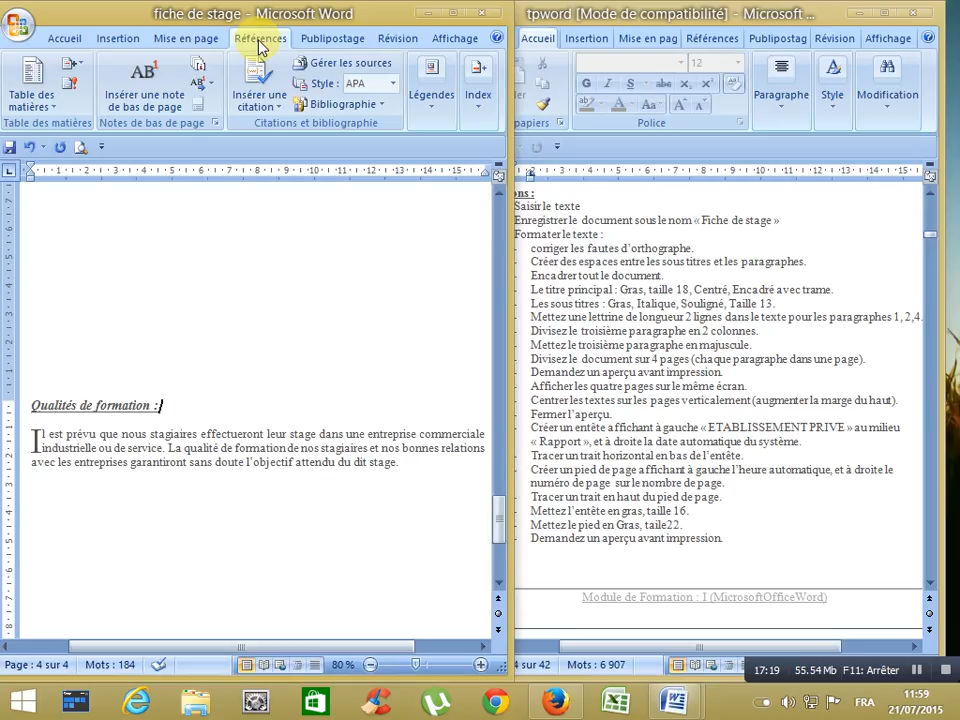 fiche de stage - Microsoft Word
Accueil Insertion Mise en page Références Publipostage Révision Affichage
Table des matières
Table des matières
AB¹
Insérer une note de bas de page
AB
Notes de bas de page
Insérer une citation
Gérer les sources
Style : APA
Bibliographie
Citations et bibliographie
Légendes
Index
Qualités de formation :
Il est prévu que nous stagiaires effectueront leur stage dans une entreprise commerciale
industrielle ou de service. La qualité de formation de nos stagiaires et nos bonnes relations
avec les entreprises garantiront sans doute l'objectif attendu du dit stage.
Page : 4 sur 4 Mots : 184 80 %
tpword [Mode de compatibilité] - Microsoft ...
Accueil Insertion Mise en pag Références Publipostag Révision Affichage
12
G I S abc x₂ x²
ab A Aa A A
papiers Police
Paragraphe
Style
Modification
ons :
Saisir le texte
Enregistrer le document sous le nom « Fiche de stage »
Formater le texte :
- corriger les fautes d'orthographe.
- Créer des espaces entre les sous titres et les paragraphes.
- Encadrer tout le document.
- Le titre principal : Gras, taille 18, Centré, Encadré avec trame.
- Les sous titres : Gras, Italique, Souligné, Taille 13.
- Mettez une lettrine de longueur 2 lignes dans le texte pour les paragraphes 1, 2,4.
- Divisez le troisième paragraphe en 2 colonnes.
- Mettez le troisième paragraphe en majuscule.
- Divisez le document sur 4 pages (chaque paragraphe dans une page).
- Demandez un aperçu avant impression.
- Afficher les quatre pages sur le même écran.
- Centrer les textes sur les pages verticalement (augmenter la marge du haut).
- Fermer l'aperçu.
- Créer un entête affichant à gauche « ETABLISSEMENT PRIVE » au milieu
« Rapport », et à droite la date automatique du système.
- Tracer un trait horizontal en bas de l'entête.
- Créer un pied de page affichant à gauche l'heure automatique, et à droite le
numéro de page sur le nombre de page.
- Tracer un trait en haut du pied de page.
- Mettez l'entête en gras, taille 16.
- Mettez le pied en Gras, taile22.
- Demandez un aperçu avant impression.
Module de Formation : I (MicrosoftOfficeWord)
4 sur 42 Mots : 6 907
17:19 55.54 Mb F11: Arrêter
FRA
11:59
21/07/2015